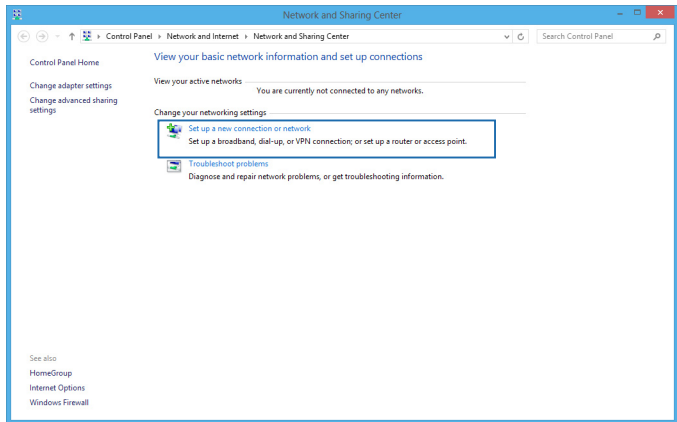 Network and Sharing Center
Control Panel Network and Internet Network and Sharing Center
Search Control Panel
Control Panel Home
Change adapter settings
Change advanced sharing
settings
View your basic network information and set up connections
View your active networks
You are currently not connected to any networks.
Change your networking settings
Set up a new connection or network
Set up a broadband, dial-up, or VPN connection; or set up a router or access point.
Troubleshoot problems
Diagnose and repair network problems, or get troubleshooting information.
See also
HomeGroup
Internet Options
Windows Firewall